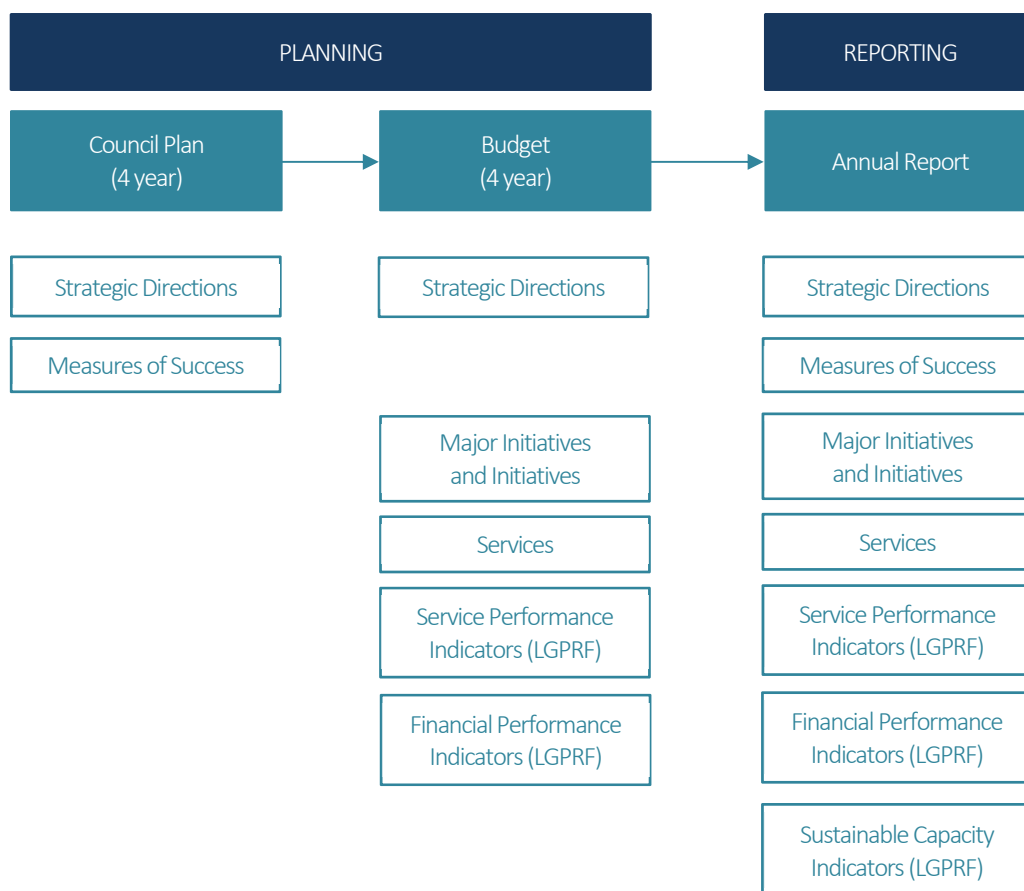 PLANNING
REPORTING
Council Plan
(4 year)
Budget
(4 year)
Annual Report
Strategic Directions
Strategic Directions
Strategic Directions
Measures of Success
Measures of Success
Major Initiatives
and Initiatives
Major Initiatives
and Initiatives
Services
Services
Service Performance
Indicators (LGPRF)
Service Performance
Indicators (LGPRF)
Financial Performance
Indicators (LGPRF)
Financial Performance
Indicators (LGPRF)
Sustainable Capacity
Indicators (LGPRF)